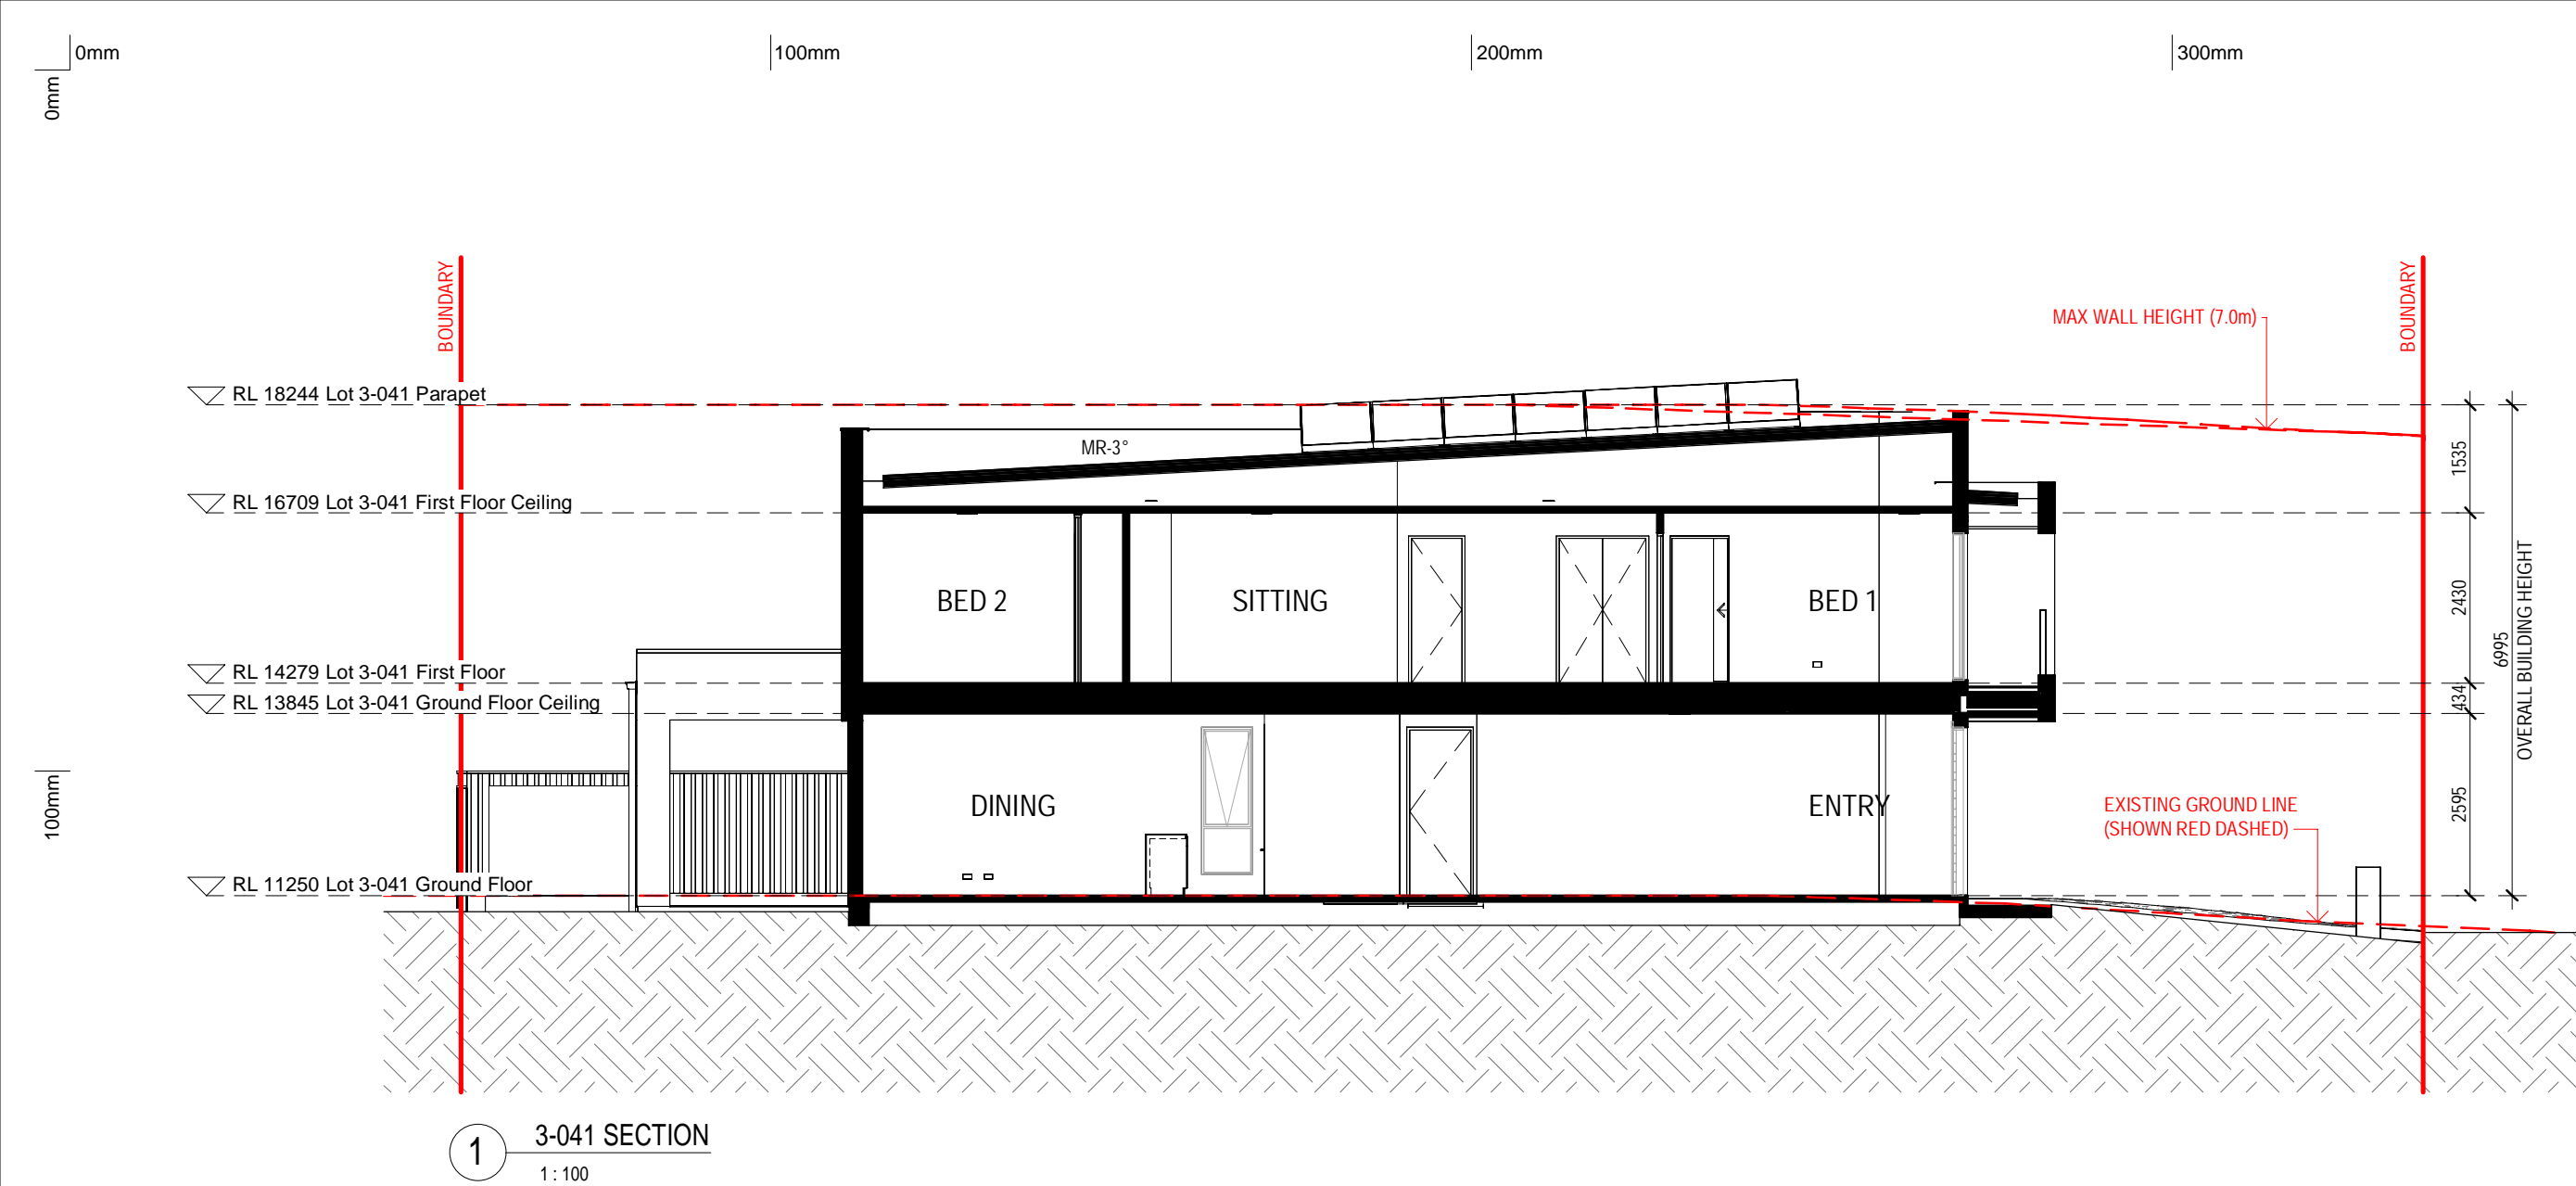 0mm
100mm
200mm
300mm
0mm
BOUNDARY
BOUNDARY
MAX WALL HEIGHT (7.0m)
RL 18244 Lot 3-041 Parapet
MR-3°
1535
RL 16709 Lot 3-041 First Floor Ceiling
BED 2
SITTING
BED 1
2430
6995
OVERALL BUILDING HEIGHT
RL 14279 Lot 3-041 First Floor
434
RL 13845 Lot 3-041 Ground Floor Ceiling
100mm
DINING
ENTRY
2595
EXISTING GROUND LINE
(SHOWN RED DASHED)
RL 11250 Lot 3-041 Ground Floor
1
3-041 SECTION
1 : 100